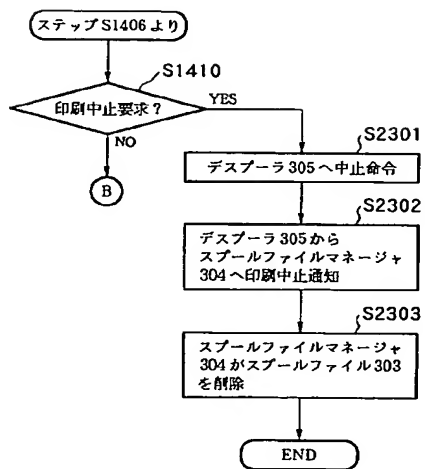 ステップS1406より
S1410
印刷中止要求?
YES
NO
B
S2301
デスプーラ305へ中止命令
S2302
デスプーラ305から
スプールファイルマネージャ
304へ印刷中止通知
S2303
スプールファイルマネージャ
304がスプールファイル303
を削除
END